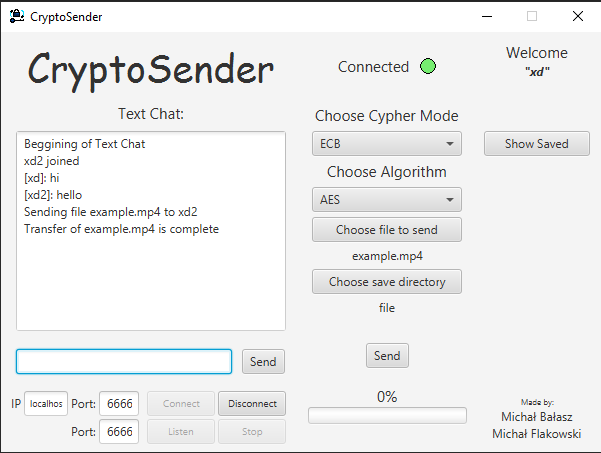 CryptoSender
CryptoSender
Connected
Welcome
"xd"
Text Chat:
Beggining of Text Chat
xd2 joined
[xd]: hi
[xd2]: hello
Sending file example.mp4 to xd2
Transfer of example.mp4 is complete
Send
IP localhos Port: 6666 Connect Disconnect
Port: 6666 Listen Stop
Choose Cypher Mode
ECB
Choose Algorithm
AES
Choose file to send
example.mp4
Choose save directory
file
Send
0%
Show Saved
Made by:
Michał Bałasz
Michał Flakowski